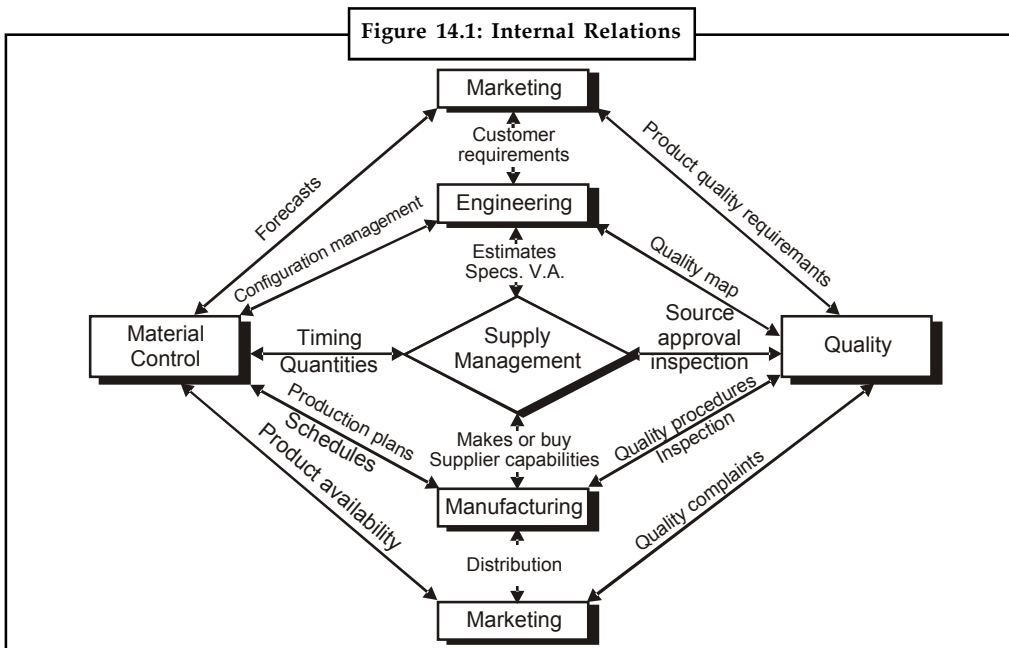 Figure 14.1: Internal Relations
Marketing
Customer
requirements
Forecasts
Product quality requiremants
Engineering
Configuration management
Estimates
Specs. V.A.
Quality map
Material
Control
Timing
Quantities
Supply
Management
Source
approval
inspection
Quality
Production plans
Schedules
Makes or buy
Supplier capabilities
Quality procedures
Inspection
Product availability
Manufacturing
Quality complaints
Distribution
Marketing